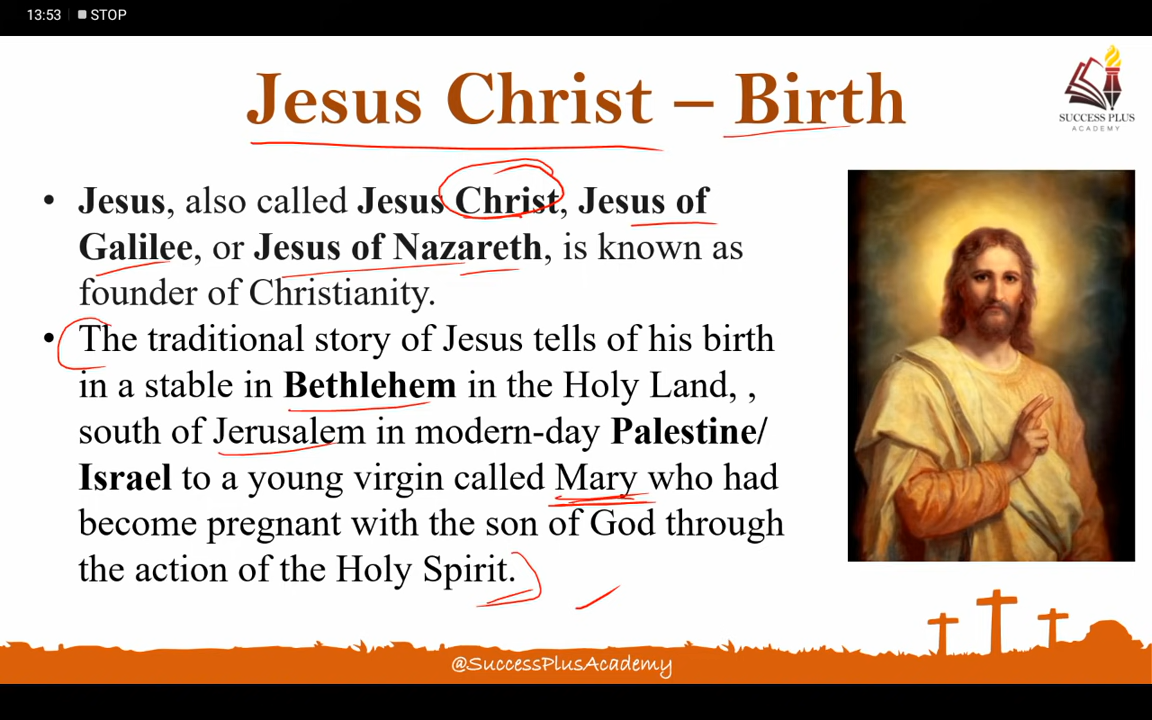 13:53 STOP
Jesus Christ – Birth
SUCCESS PLUS
ACADEMY
• Jesus, also called Jesus Christ, Jesus of
Galilee, or Jesus of Nazareth, is known as
founder of Christianity.
• The traditional story of Jesus tells of his birth
in a stable in Bethlehem in the Holy Land, ,
south of Jerusalem in modern-day Palestine/
Israel to a young virgin called Mary who had
become pregnant with the son of God through
the action of the Holy Spirit.
@SuccessPlusAcademy